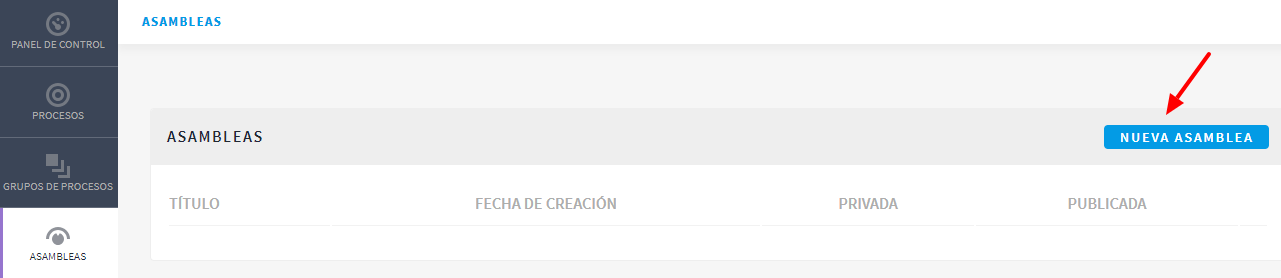 PANEL DE CONTROL
PROCESOS
GRUPOS DE PROCESOS
ASAMBLEAS
ASAMBLEAS
ASAMBLEAS
NUEVA ASAMBLEA
TÍTULO FECHA DE CREACIÓN PRIVADA PUBLICADA